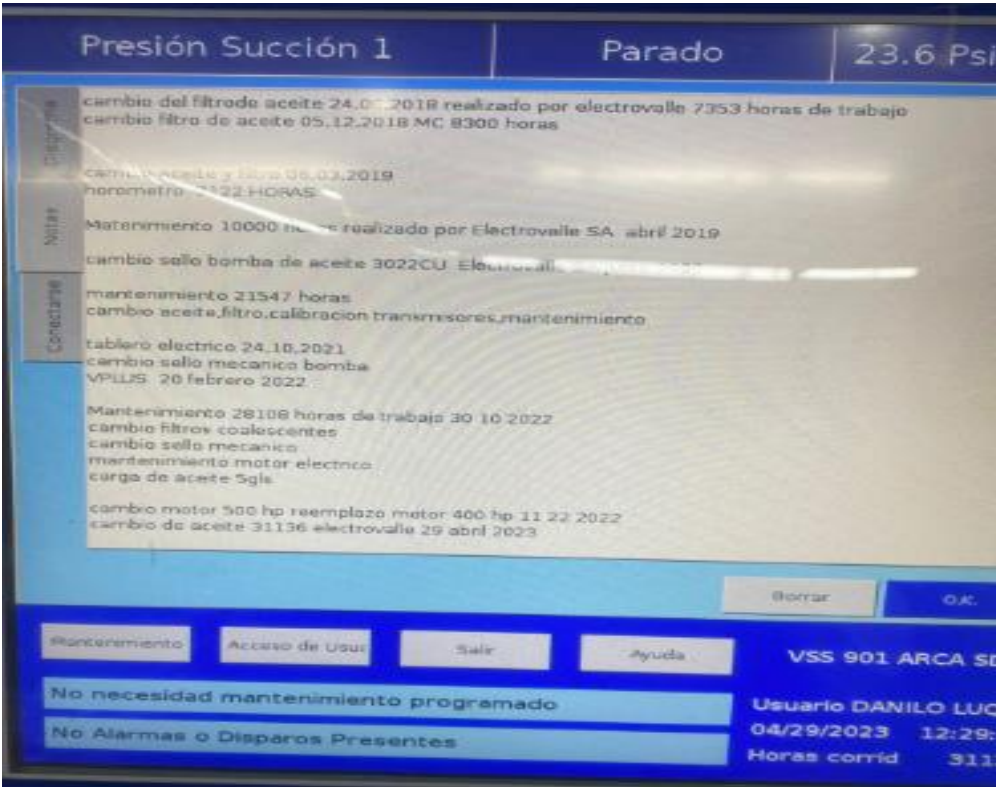 Presión Succión 1
Parado
23.6 Psi
Notas
Conectarse
cambio del filtrode aceite 24.0 .2018 realizado por electrovalle 7353 horas de trabajo
cambio filtro de aceite 05.12.2018 MC 8300 horas
aceite y filtro 06.03.2019
horometro 122 HORAS
Matenimiento 10000 realizado por Electrovalle SA abril 2019
cambio sello bomba de aceite 3022CU
mantenimiento 21547 horas
cambio aceite,filtro,calibracion transmisores,mantenimiento
tablero electrico 24.10.2021
cambio sello mecanico bomba
VPLUS 20 febrero 2022
Mantenimiento 28108 horas de trabajo 30 10 2022
cambio filtros coalescentes
cambio sello mecanico
mantenimiento motor electrico
carga de aceite 5gls
cambio motor 500 hp reemplazo motor 400 hp 11 22 2022
cambio de aceite 31136 electrovalle 29 abril 2023
Borrar
O.K.
Mantenimiento
Acceso de Usu
Salir
Ayuda
VSS 901 ARCA SD
No necesidad mantenimiento programado
Usuario DANILO LUC
No Alarmas o Disparos Presentes
04/29/2023 12:29:
Horas corrid 311